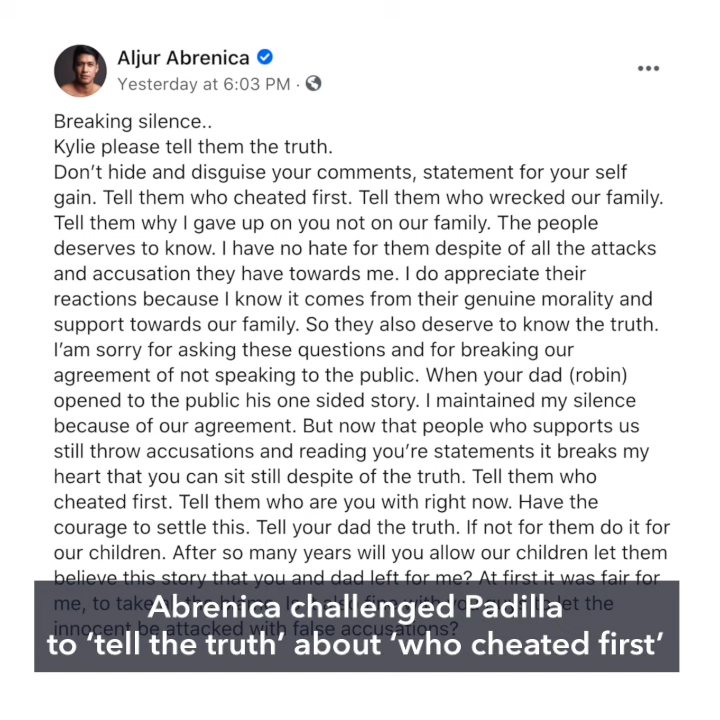 Aljur Abrenica
Yesterday at 6:03 PM ·
Breaking silence..
Kylie please tell them the truth.
Don't hide and disguise your comments, statement for your self
gain. Tell them who cheated first. Tell them who wrecked our family.
Tell them why I gave up on you not on our family. The people
deserves to know. I have no hate for them despite of all the attacks
and accusation they have towards me. I do appreciate their
reactions because I know it comes from their genuine morality and
support towards our family. So they also deserve to know the truth.
I'am sorry for asking these questions and for breaking our
agreement of not speaking to the public. When your dad (robin)
opened to the public his one sided story. I maintained my silence
because of our agreement. But now that people who supports us
still throw accusations and reading you're statements it breaks my
heart that you can sit still despite of the truth. Tell them who
cheated first. Tell them who are you with right now. Have the
courage to settle this. Tell your dad the truth. If not for them do it for
our children. After so many years will you allow our children let them
believe this story that you and dad left for me? At first it was fair for
me, to let the
innocent be attacked with false accusations?
Abrenica challenged Padilla
to 'tell the truth' about 'who cheated first'